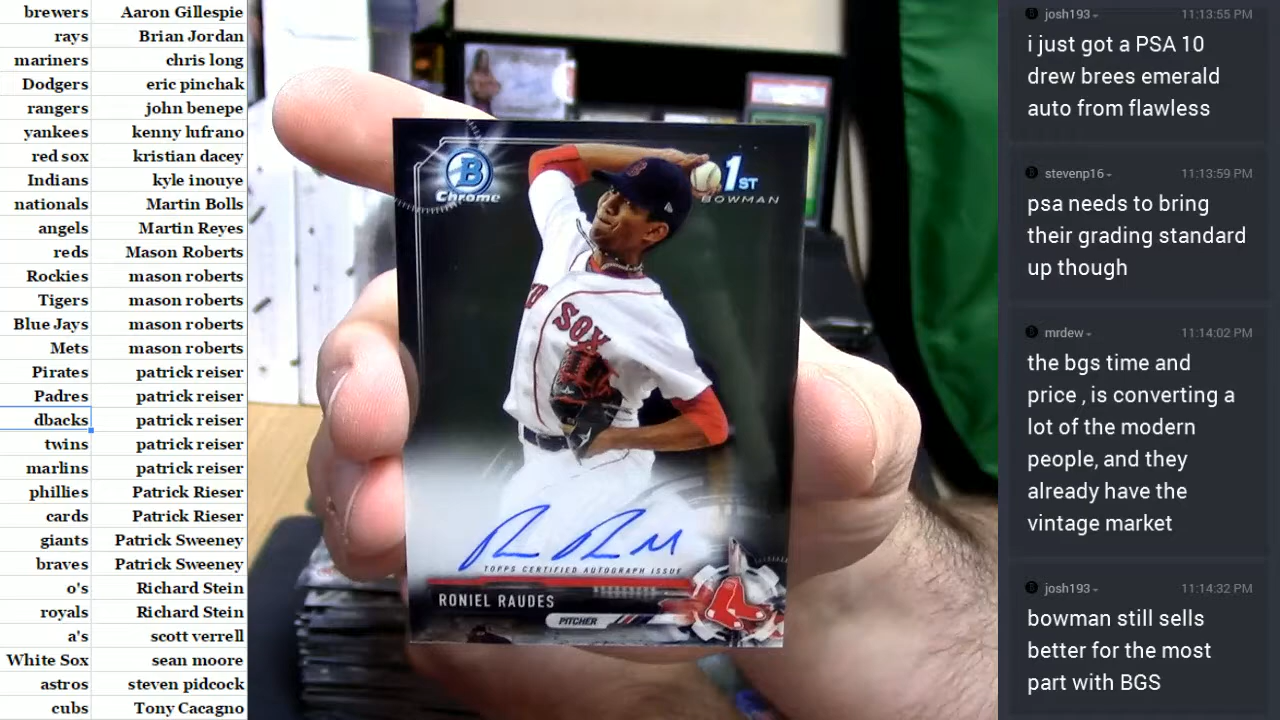 brewers Aaron Gillespie
rays Brian Jordan
mariners chris long
Dodgers eric pinchak
rangers john benepe
yankees kenny lufrano
red sox kristian dacey
Indians kyle inouye
nationals Martin Bolls
angels Martin Reyes
reds Mason Roberts
Rockies mason roberts
Tigers mason roberts
Blue Jays mason roberts
Mets mason roberts
Pirates patrick reiser
Padres patrick reiser
dbacks patrick reiser
twins patrick reiser
marlins patrick reiser
phillies Patrick Rieser
cards Patrick Rieser
giants Patrick Sweeney
braves Patrick Sweeney
o's Richard Stein
royals Richard Stein
a's scott verrell
White Sox sean moore
astros steven pidcock
cubs Tony Cacagno
B
Chrome
1ST
BOWMAN
SOX
TOPPS CERTIFIED AUTOGRAPH ISSUE
RONIEL RAUDES
PITCHER
josh193 11:13:55 PM
i just got a PSA 10
drew brees emerald
auto from flawless
stevenp16 11:13:59 PM
psa needs to bring
their grading standard
up though
mrdew 11:14:02 PM
the bgs time and
price , is converting a
lot of the modern
people, and they
already have the
vintage market
josh193 11:14:32 PM
bowman still sells
better for the most
part with BGS